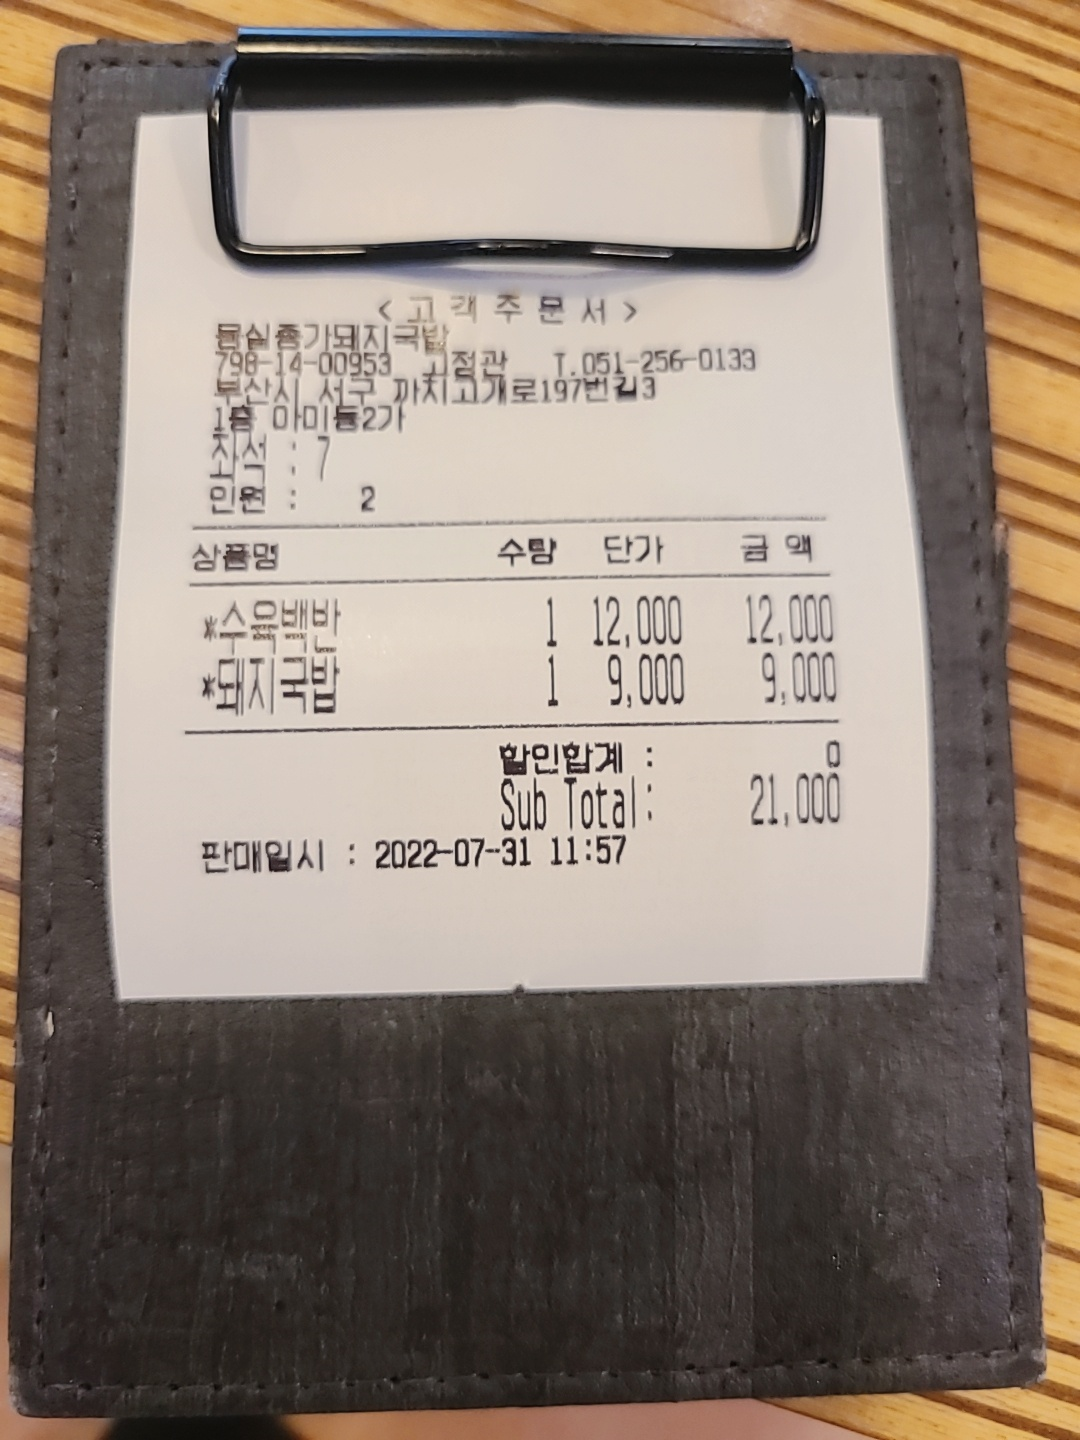 <고객주문서>
몽실종가돼지국밥
798-14-00953 고정관 T.051-256-0133
부산시 서구 까치고개로197번길3
1층 아미동2가
좌석 : 7
인원 : 2
상품명 수량 단가 금 액
*수육백반 1 12,000 12,000
*돼지국밥 1 9,000 9,000
할인합계 : 0
Sub Total: 21,000
판매일시 : 2022-07-31 11:57